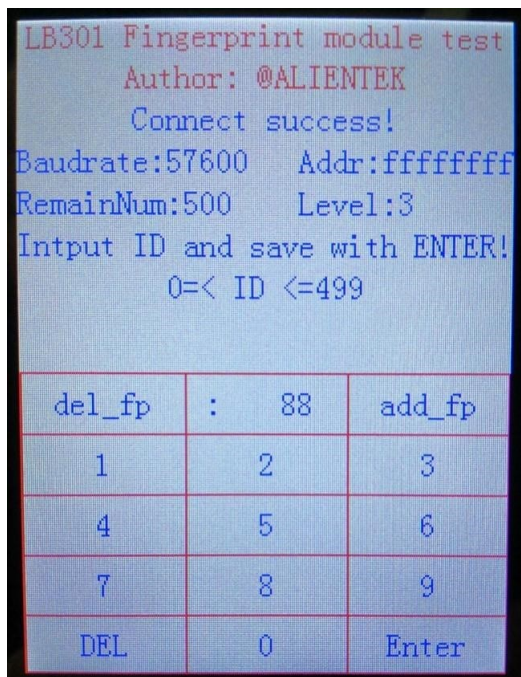 LB301 Fingerprint module test
Author: @ALIENTEK
Connect success!
Baudrate:57600 Addr:ffffffff
RemainNum:500 Level:3
Intput ID and save with ENTER!
0=< ID <=499
del_fp : 88 add_fp
1 2 3
4 5 6
7 8 9
DEL 0 Enter